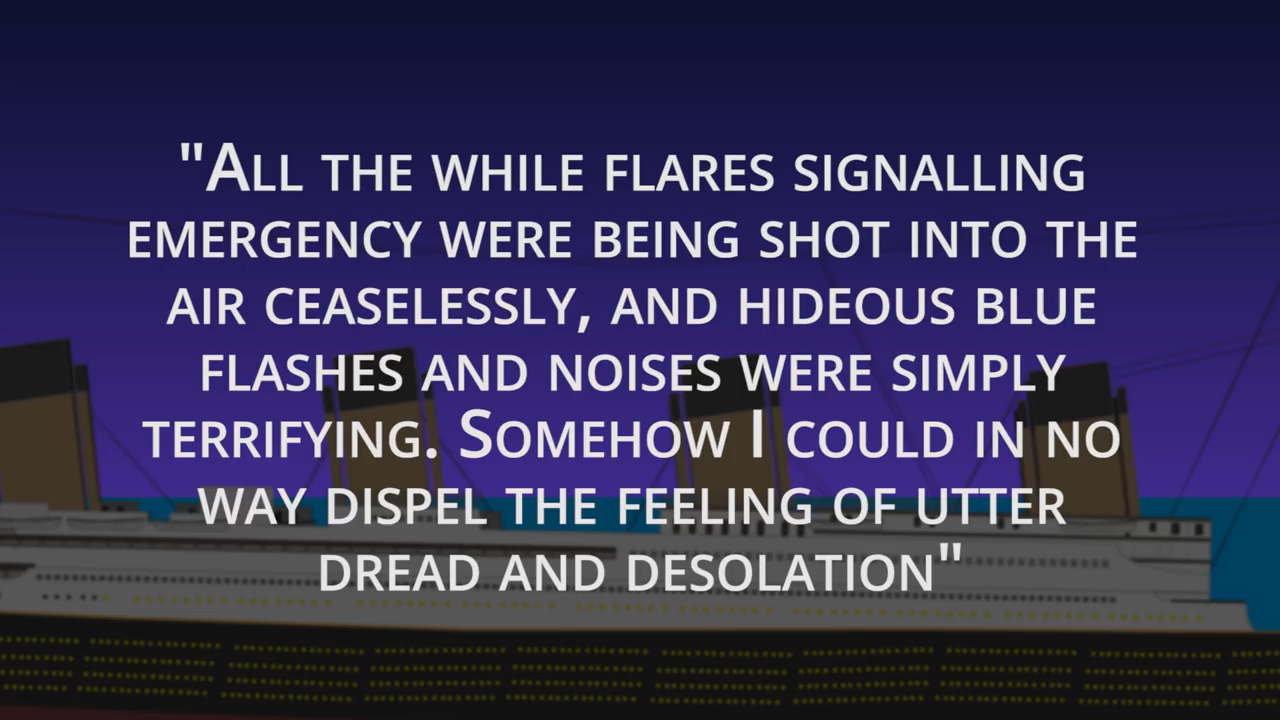 "All the while flares signalling
emergency were being shot into the
air ceaselessly, and hideous blue
flashes and noises were simply
terrifying. Somehow I could in no
way dispel the feeling of utter
dread and desolation"